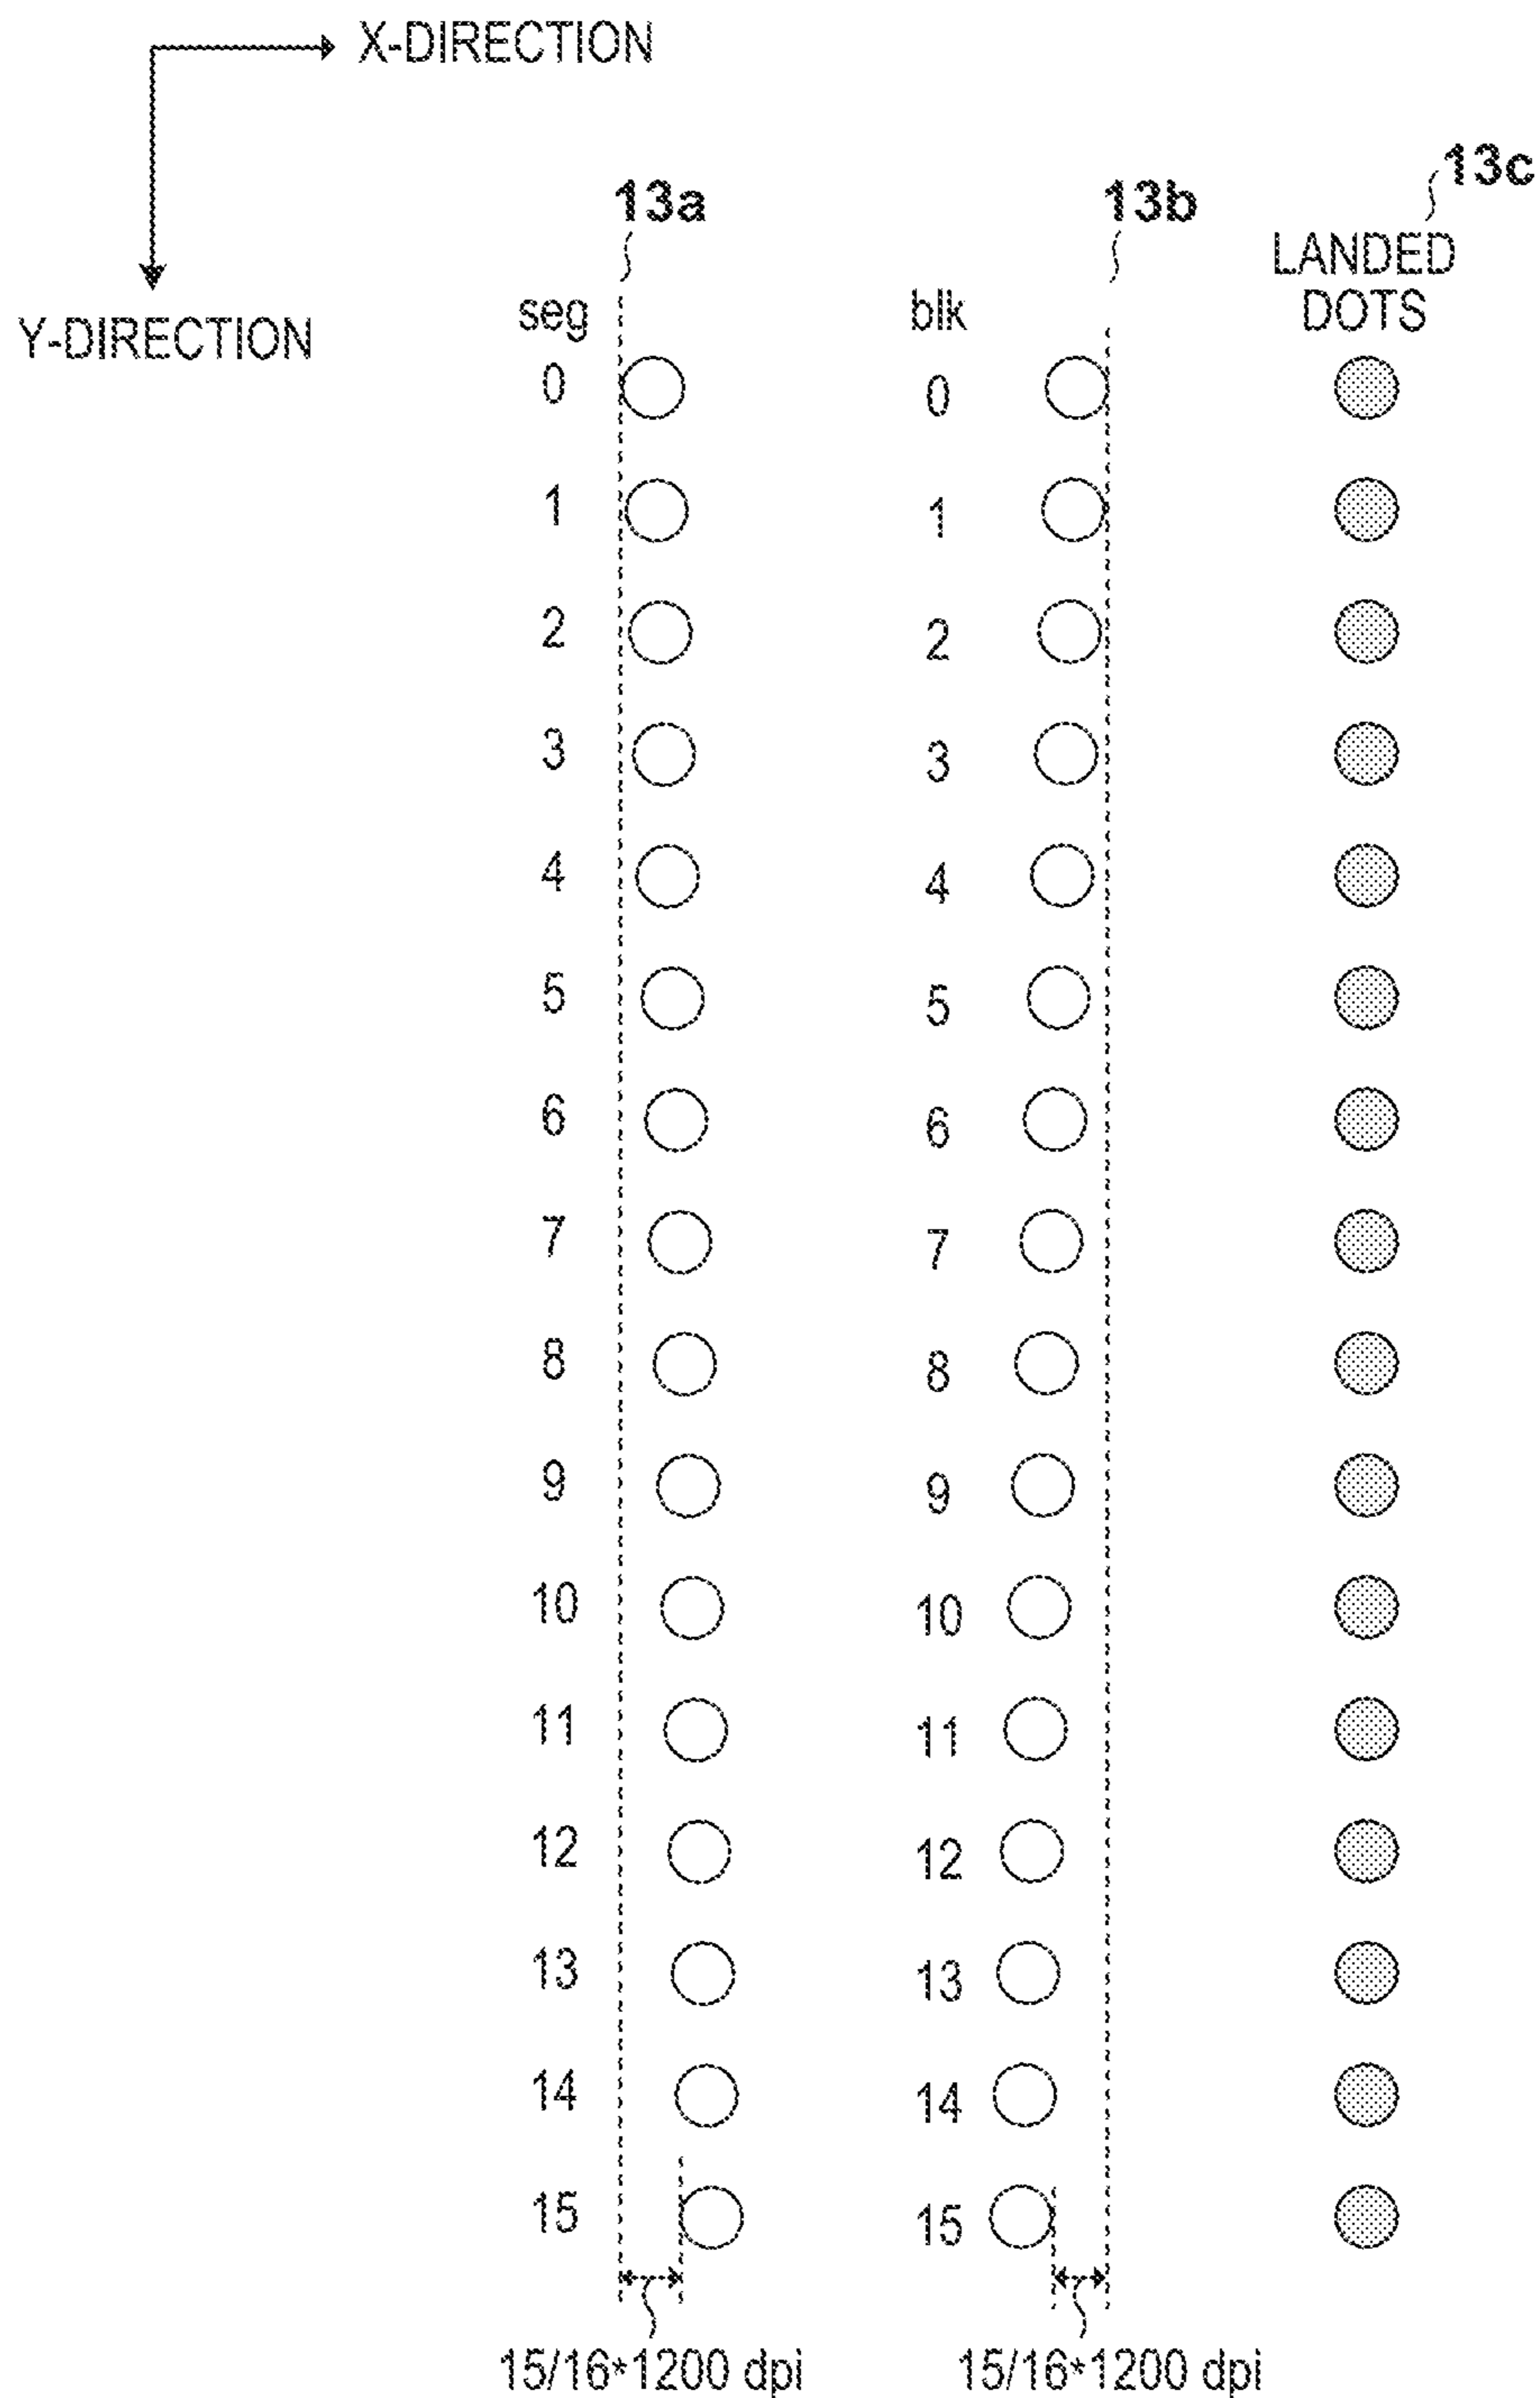 X-DIRECTION
Y-DIRECTION
13a
13b
13c
LANDED
DOTS
seg
blk
0 0
1 1
2 2
3 3
4 4
5 5
6 6
7 7
8 8
9 9
10 10
11 11
12 12
13 13
14 14
15 15
15/16*1200 dpi
15/16*1200 dpi